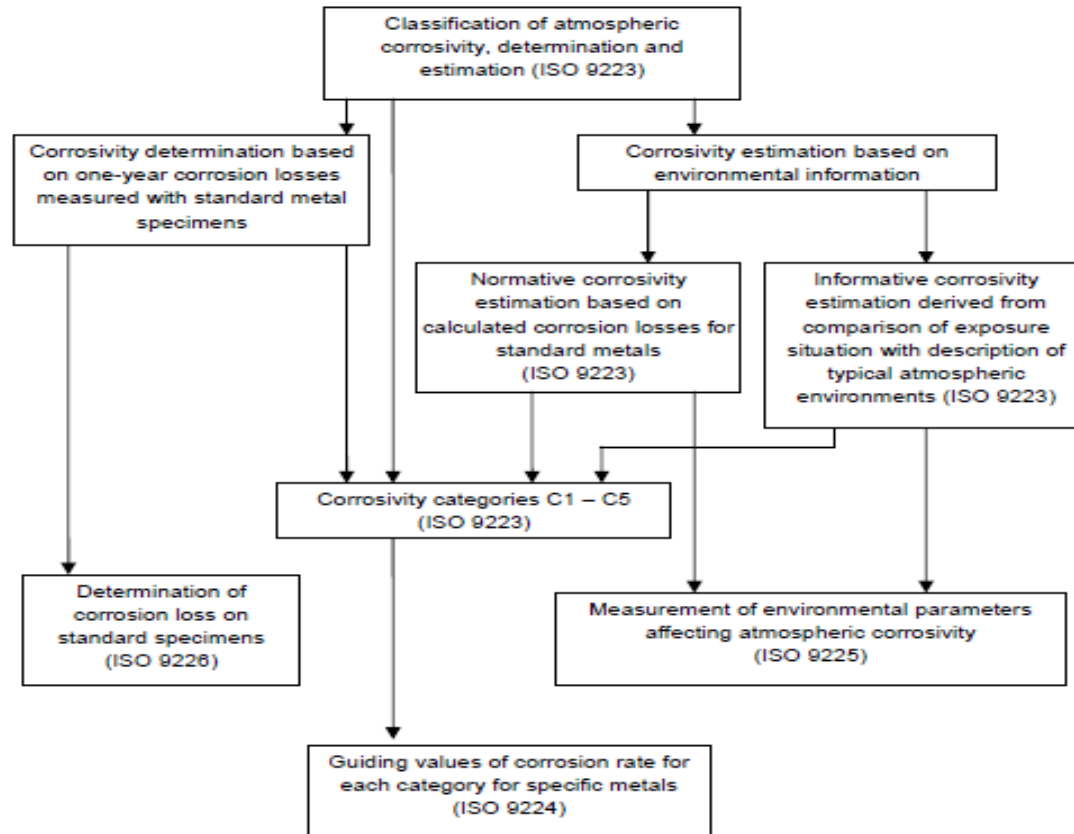 Classification of atmospheric
corrosivity, determination and
estimation (ISO 9223)
Corrosivity determination based
on one-year corrosion losses
measured with standard metal
specimens
Corrosivity estimation based on
environmental information
Normative corrosivity
estimation based on
calculated corrosion losses for
standard metals
(ISO 9223)
Informative corrosivity
estimation derived from
comparison of exposure
situation with description of
typical atmospheric
environments (ISO 9223)
Corrosivity categories C1 – C5
(ISO 9223)
Determination of
corrosion loss on
standard specimens
(ISO 9226)
Measurement of environmental parameters
affecting atmospheric corrosivity
(ISO 9225)
Guiding values of corrosion rate for
each category for specific metals
(ISO 9224)